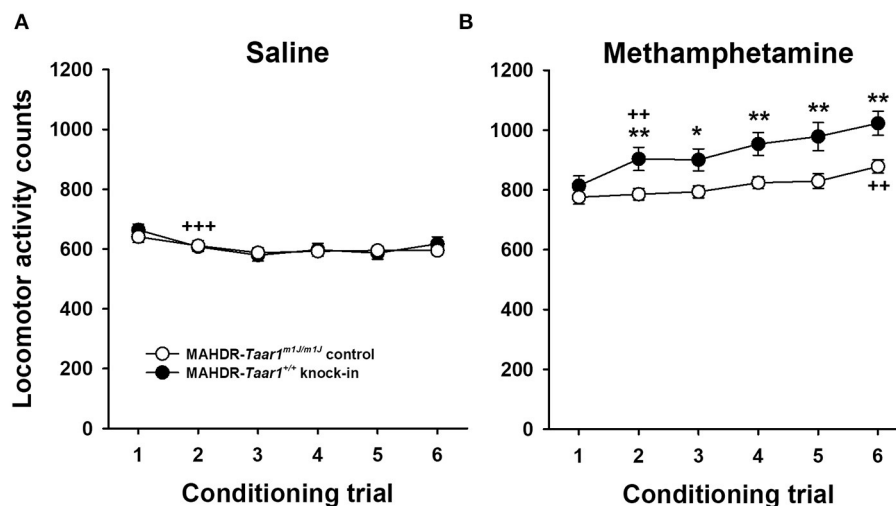 A
Saline
Locomotor activity counts
1200
1000
800
600
400
200
0
+++
MAHDR-Taar1m1J/m1J control
MAHDR-Taar1+/+ knock-in
1 2 3 4 5 6
Conditioning trial
B
Methamphetamine
1200
1000
800
600
400
200
0
++
**
*
**
**
**
++
1 2 3 4 5 6
Conditioning trial